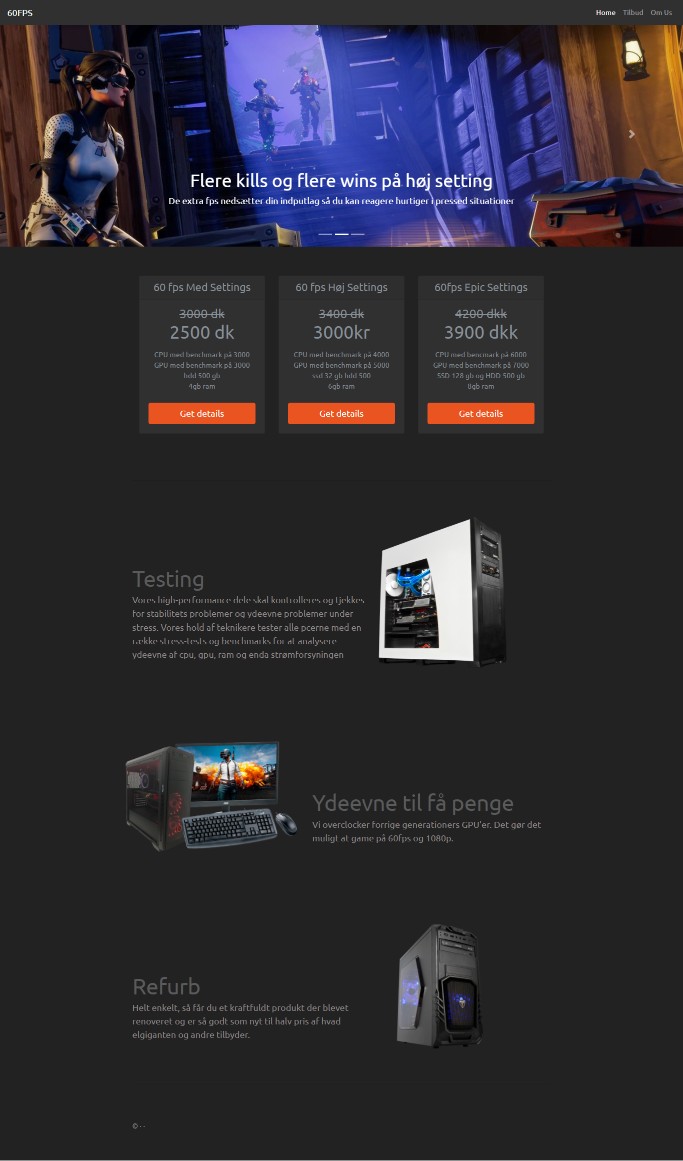 60FPS
Home Tilbud Om Us
Flere kills og flere wins på høj setting
De extra fps nedsætter din indputlag så du kan reagere hurtiger i pressed situationer
60 fps Med Settings
3000 dk
2500 dk
CPU med benchmark på 3000
GPU med benchmark på 3000
hdd 500 gb
4gb ram
Get details
60 fps Høj Settings
3400 dk
3000kr
CPU med benchmark på 4000
GPU med benchmark på 5000
ssd 32 gb hdd 500
6gb ram
Get details
60fps Epic Settings
4200 dkk
3900 dkk
CPU med bencmark på 6000
GPU med benchmark på 7000
SSD 128 gb og HDD 500 gb
8gb ram
Get details
Testing
Vores high-performance dele skal kontrolleres og tjekkes
for stabilitets problemer og ydeevne problemer under
stress. Vores hold af teknikere tester alle pcerne med en
række stress-tests og benchmarks for at analysere
ydeevne af cpu, gpu, ram og enda strømforsyningen
Ydeevne til få penge
Vi overclocker forrige generationers GPU'er. Det gør det
muligt at game på 60fps og 1080p.
Refurb
Helt enkelt, så får du et kraftfuldt produkt der blevet
renoveret og er så godt som nyt til halv pris af hvad
elgiganten og andre tilbyder.
© - -